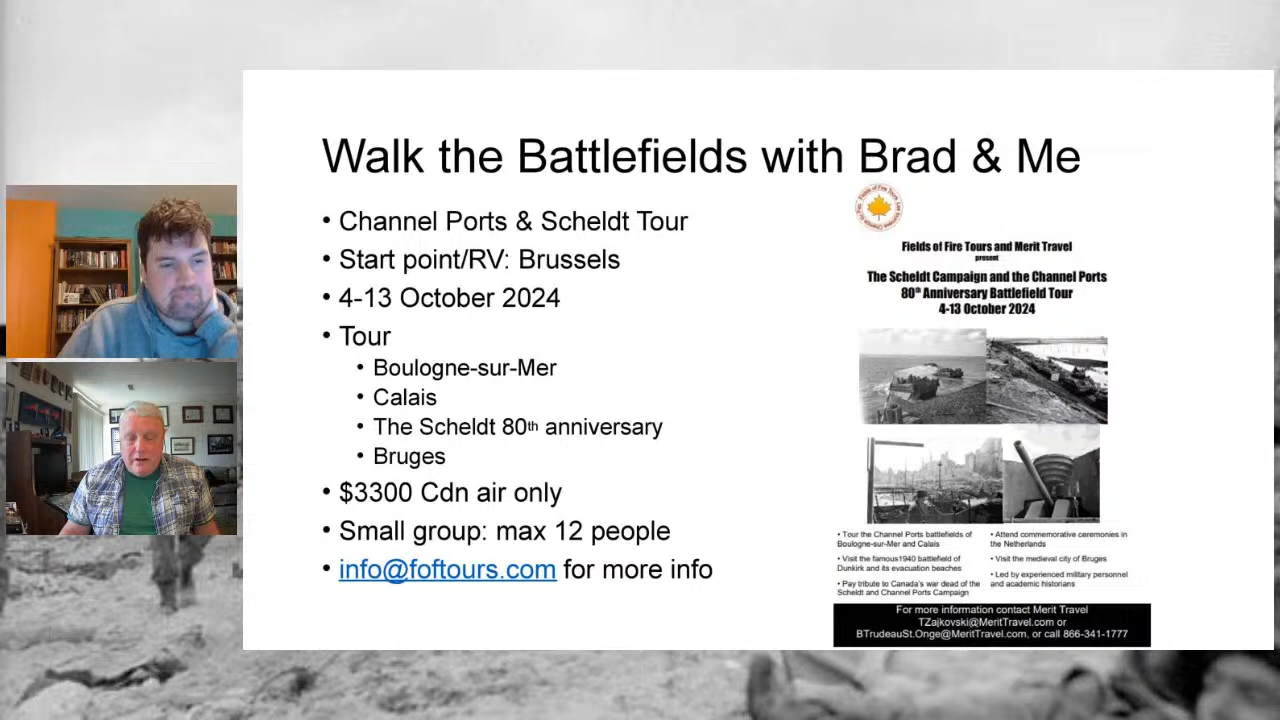 Walk the Battlefields with Brad & Me
• Channel Ports & Scheldt Tour
• Start point/RV: Brussels
• 4-13 October 2024
• Tour
• Boulogne-sur-Mer
• Calais
• The Scheldt 80th anniversary
• Bruges
• $3300 Cdn air only
• Small group: max 12 people
• info@foftours.com for more info
Fields of Fire Tours and Merit Travel
present
The Scheldt Campaign and the Channel Ports
80th Anniversary Battlefield Tour
4-13 October 2024
• Tour the Channel Ports battlefields of
Boulogne-sur-Mer and Calais
• Visit the famous1940 battlefield of
Dunkirk and its evacuation beaches
• Pay tribute to Canada's war dead of the
Scheldt and Channel Ports Campaign
• Attend commemorative ceremonies in
the Netherlands
• Visit the medieval city of Bruges
• Led by experienced military personnel
and academic historians
For more information contact Merit Travel
TZajkovski@MeritTravel.com or
BTrudeauSt.Onge@MeritTravel.com, or call 866-341-1777